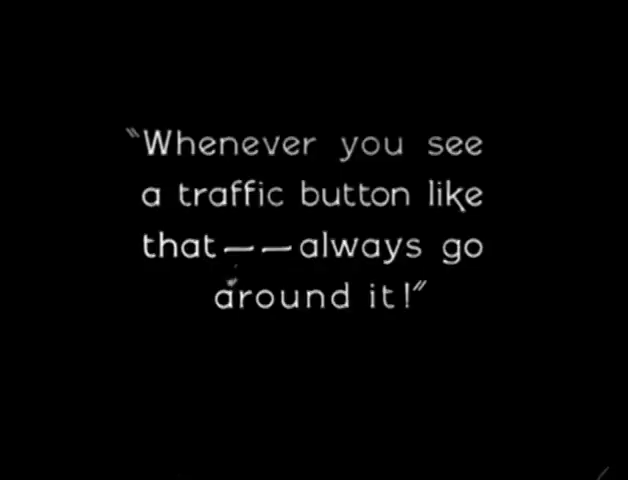 "Whenever you see
a traffic button like
that——always go
around it!"